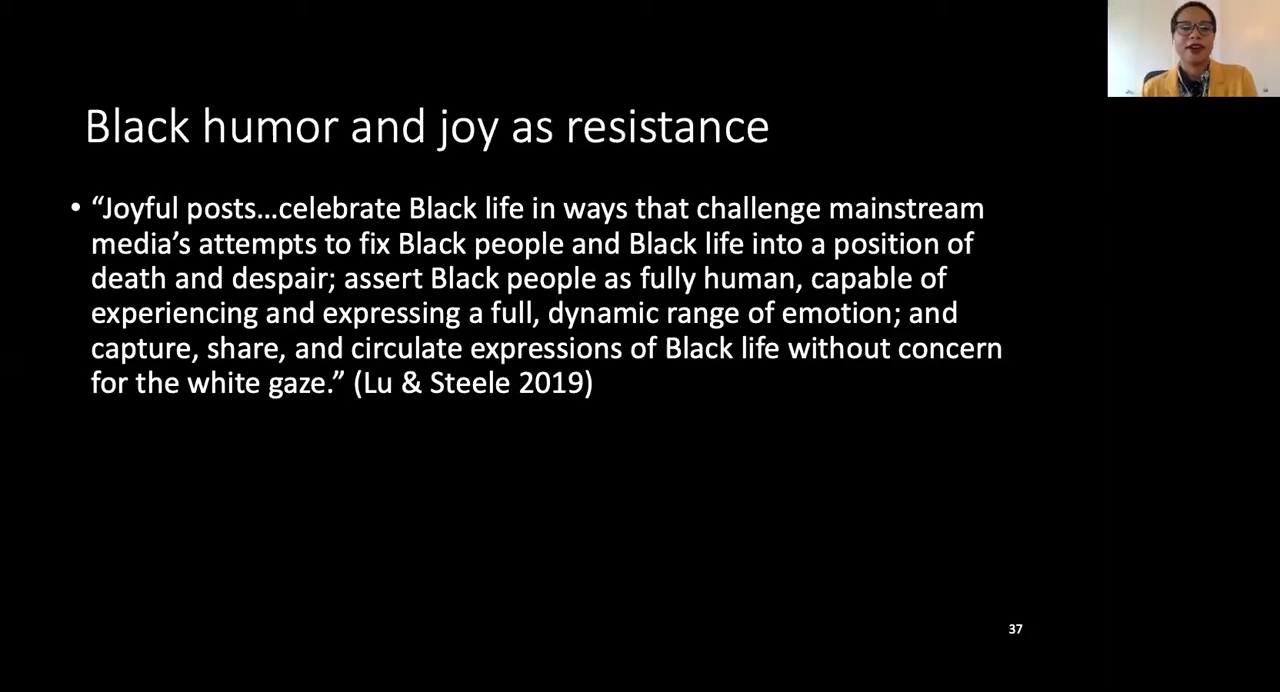 Black humor and joy as resistance
• “Joyful posts…celebrate Black life in ways that challenge mainstream
media’s attempts to fix Black people and Black life into a position of
death and despair; assert Black people as fully human, capable of
experiencing and expressing a full, dynamic range of emotion; and
capture, share, and circulate expressions of Black life without concern
for the white gaze.” (Lu & Steele 2019)
37